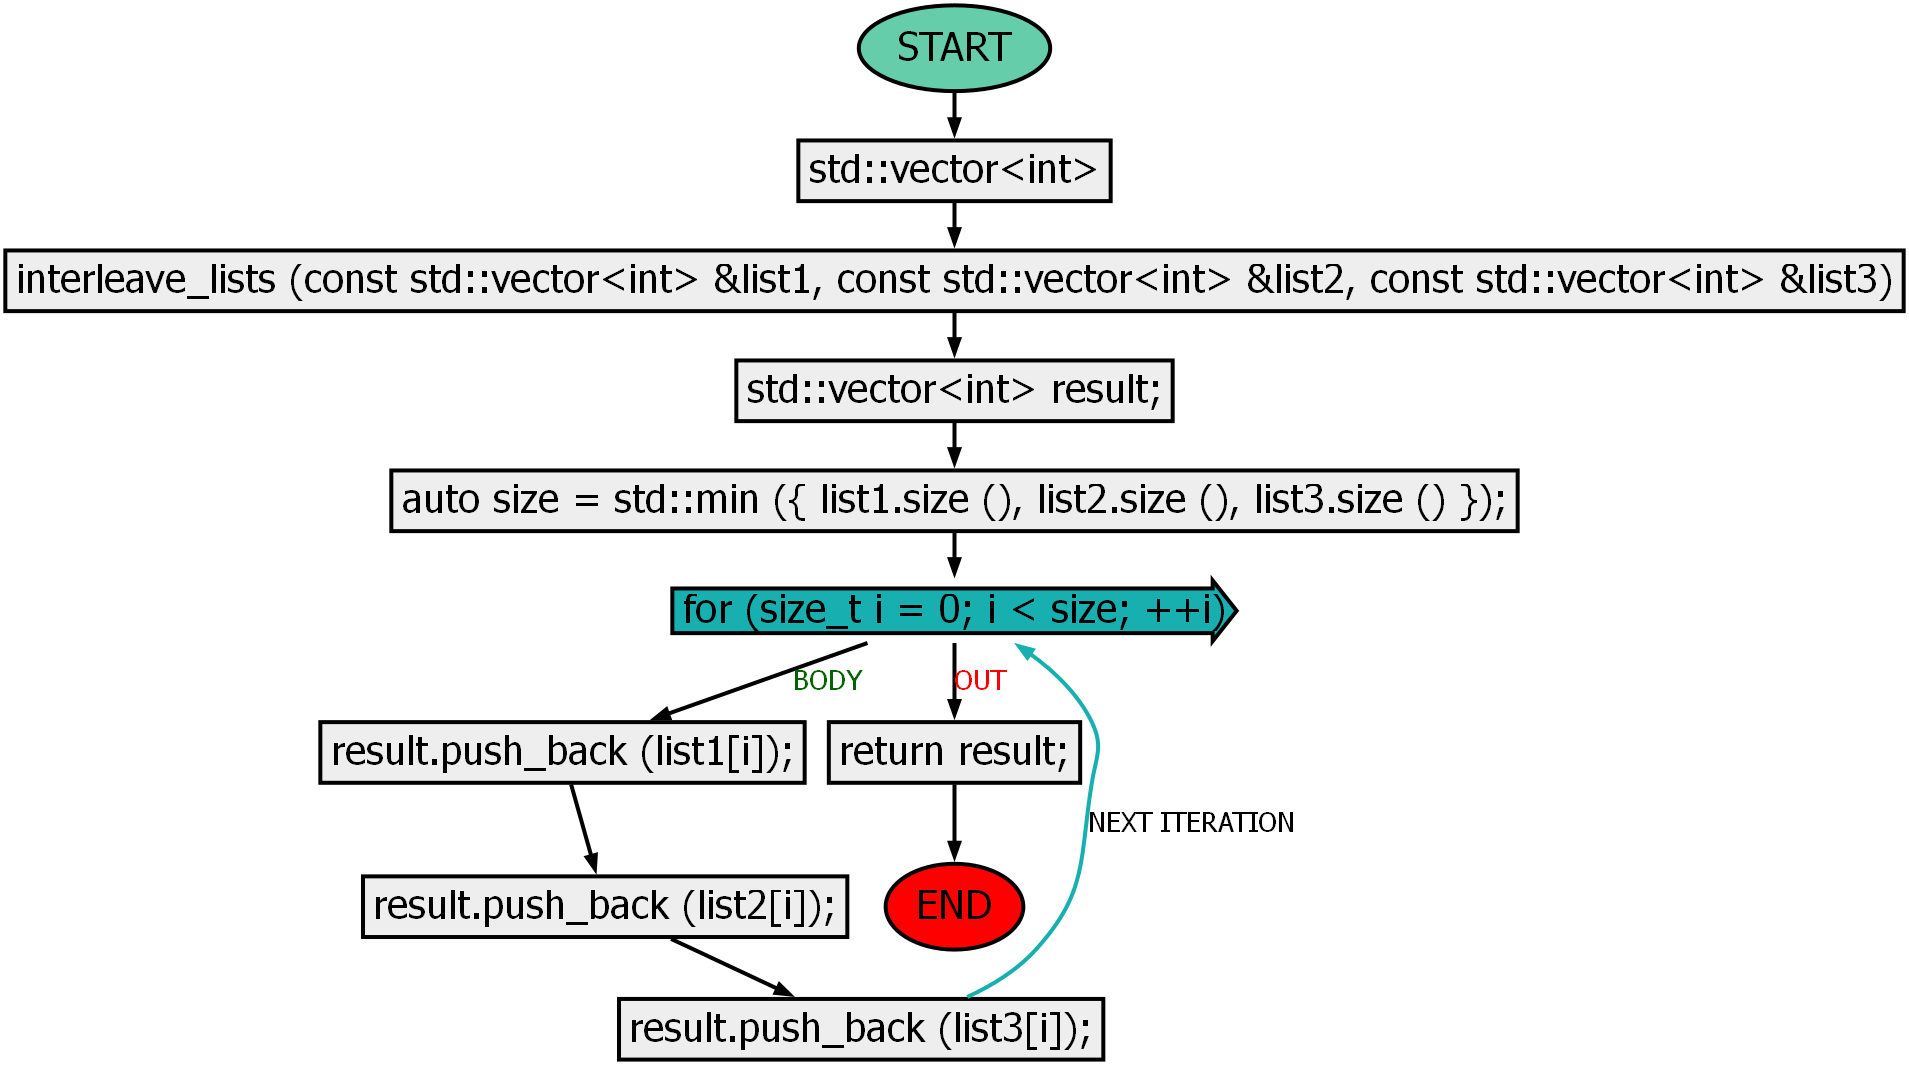 START
std::vector<int>
interleave_lists (const std::vector<int> &list1, const std::vector<int> &list2, const std::vector<int> &list3)
std::vector<int> result;
auto size = std::min ({ list1.size (), list2.size (), list3.size () });
for (size_t i = 0; i < size; ++i)
BODY
OUT
result.push_back (list1[i]);
return result;
NEXT ITERATION
result.push_back (list2[i]);
END
result.push_back (list3[i]);